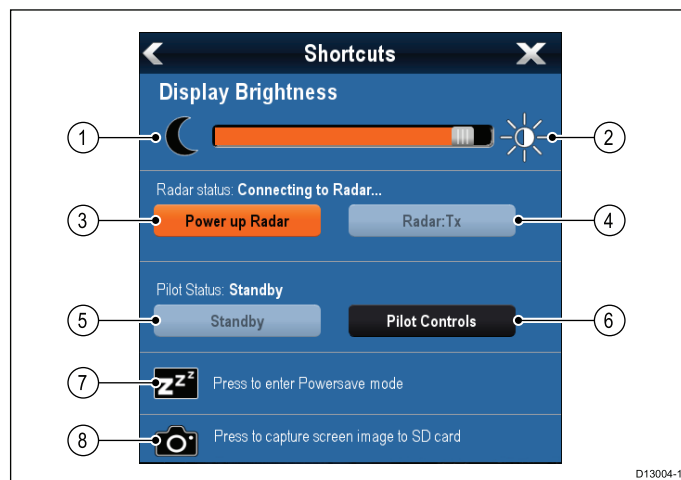 Shortcuts
Display Brightness
1
2
Radar status: Connecting to Radar...
3
Power up Radar
Radar:Tx
4
Pilot Status: Standby
5
Standby
Pilot Controls
6
7
zzz
Press to enter Powersave mode
8
Press to capture screen image to SD card
D13004-1